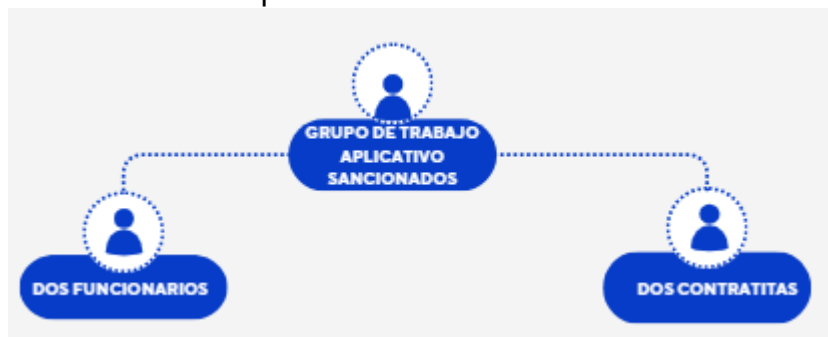 GRUPO DE TRABAJO
APLICATIVO
SANCIONADOS
DOS FUNCIONARIOS
DOS CONTRATITAS